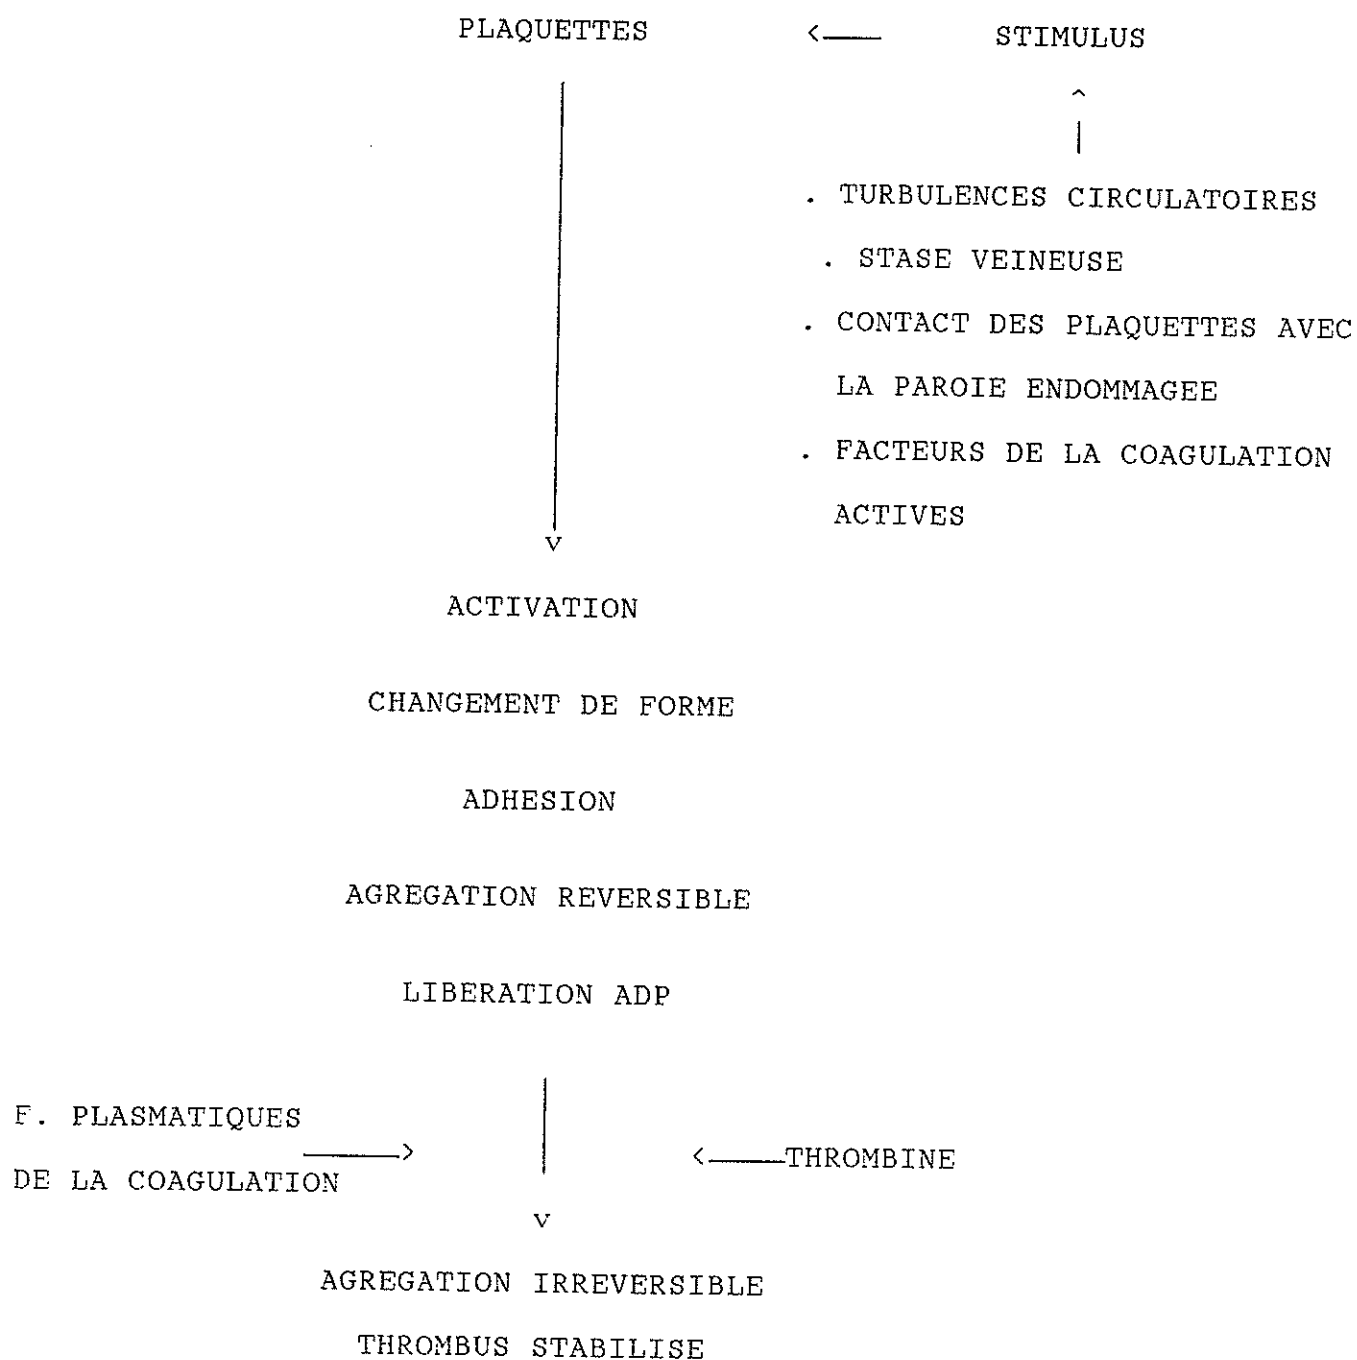 PLAQUETTES <— STIMULUS
. TURBULENCES CIRCULATOIRES
. STASE VEINEUSE
. CONTACT DES PLAQUETTES AVEC
LA PAROIE ENDOMMAGEE
. FACTEURS DE LA COAGULATION
ACTIVES
ACTIVATION
CHANGEMENT DE FORME
ADHESION
AGREGATION REVERSIBLE
LIBERATION ADP
F. PLASMATIQUES
DE LA COAGULATION
THROMBINE
AGREGATION IRREVERSIBLE
THROMBUS STABILISE